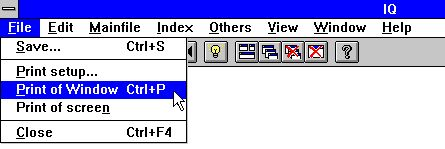 IQ
File Edit Mainfile Index Others View Window Help
Save... Ctrl+S
Print setup...
Print of Window Ctrl+P
Print of screen
Close Ctrl+F4